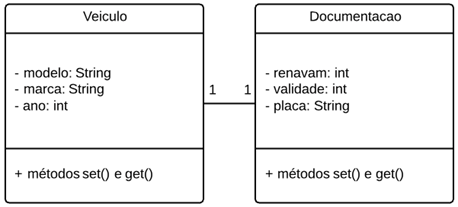 Veiculo
- modelo: String
- marca: String
- ano: int
+ métodos set() e get()
1 1
Documentacao
- renavam: int
- validade: int
- placa: String
+ métodos set() e get()